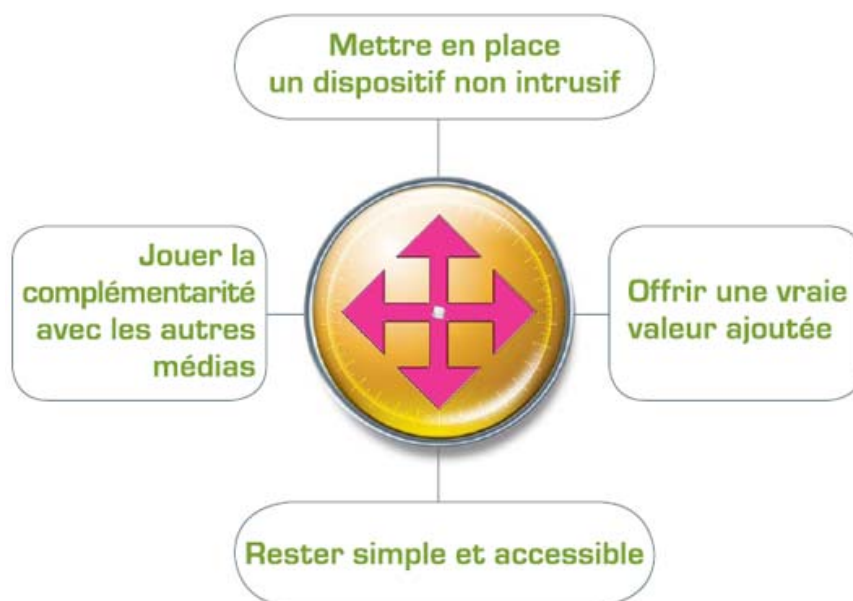 Mettre en place
un dispositif non intrusif
Jouer la
complémentarité
avec les autres
médias
Offrir une vraie
valeur ajoutée
Rester simple et accessible